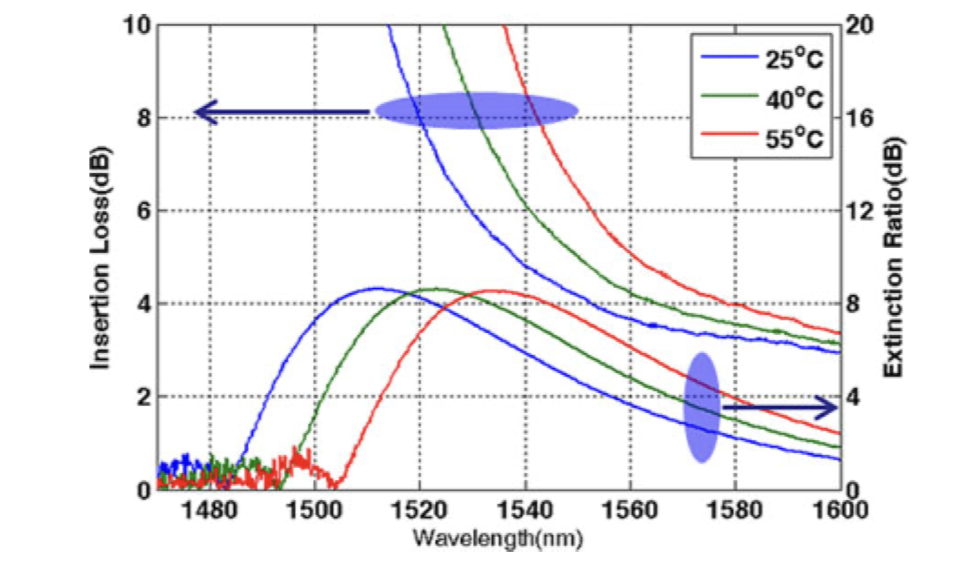 10
8
6
4
2
0
Insertion Loss(dB)
20
16
12
8
4
0
Extinction Ratio(dB)
25°C
40°C
55°C
1480 1500 1520 1540 1560 1580 1600
Wavelength(nm)